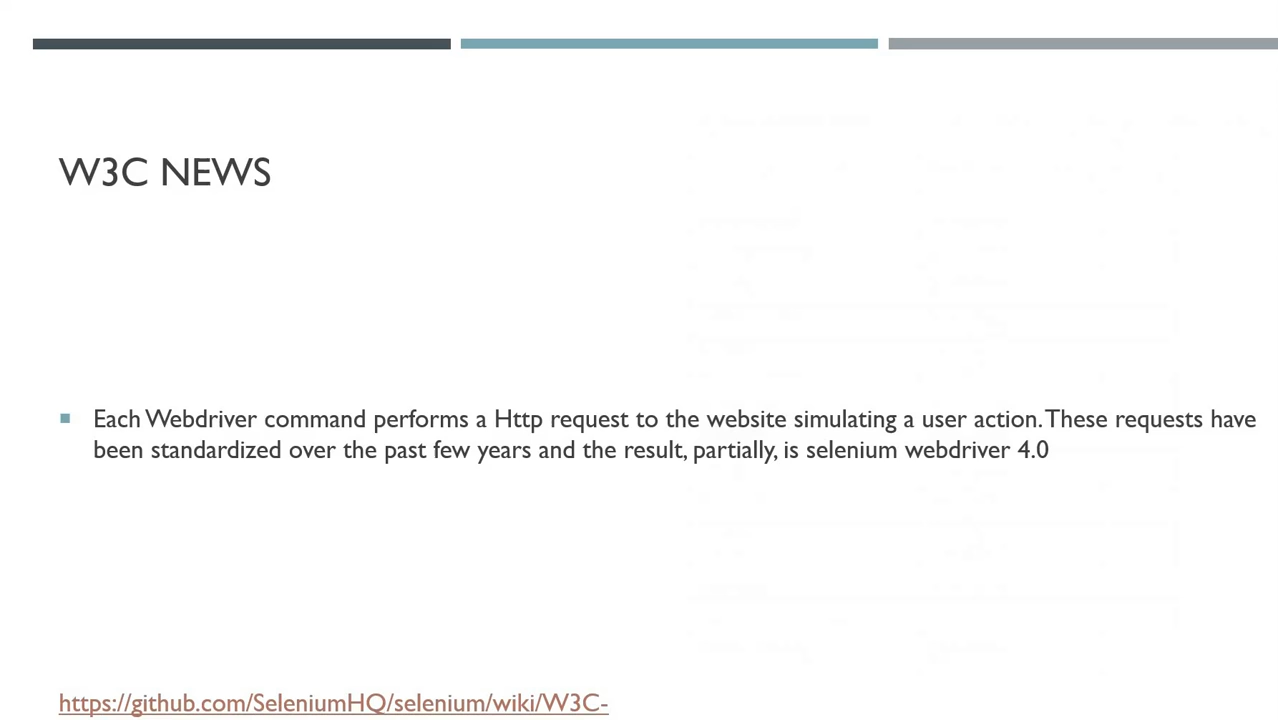 W3C NEWS
Each Webdriver command performs a Http request to the website simulating a user action. These requests have
been standardized over the past few years and the result, partially, is selenium webdriver 4.0
https://github.com/SeleniumHQ/selenium/wiki/W3C-